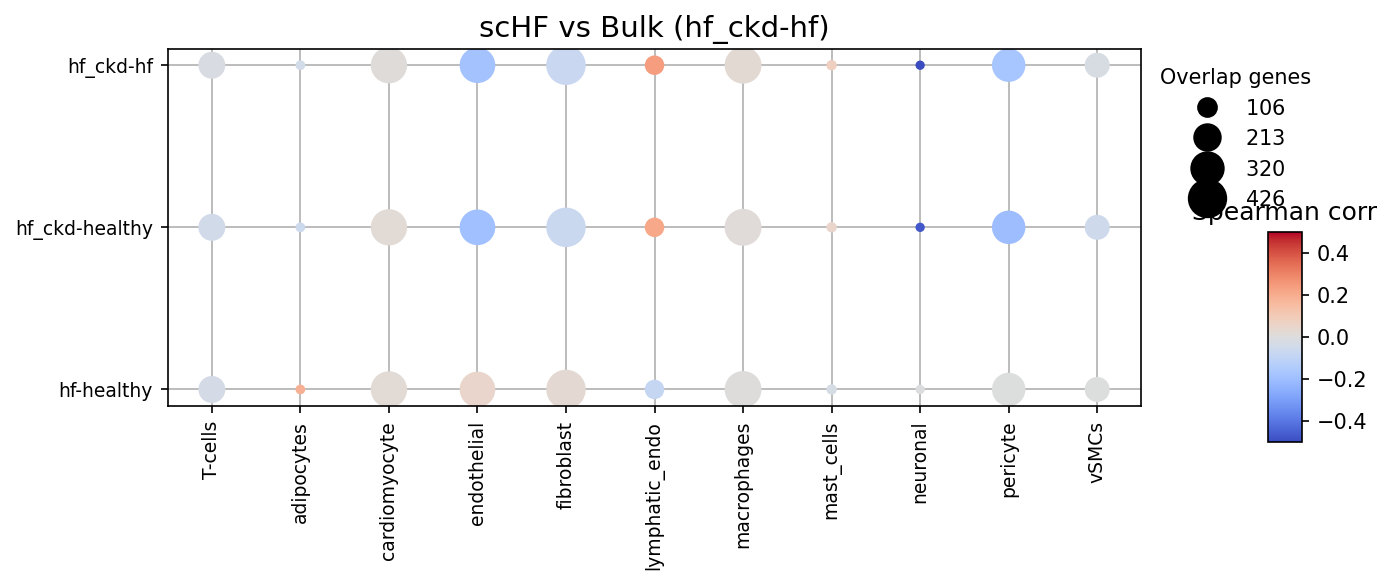 scHF vs Bulk (hf_ckd-hf)
hf_ckd-hf
hf_ckd-healthy
hf-healthy
T-cells
adipocytes
cardiomyocyte
endothelial
fibroblast
lymphatic_endo
macrophages
mast_cells
neuronal
pericyte
vSMCs
Overlap genes
106
213
320
426
Spearman corr
0.4
0.2
0.0
−0.2
−0.4